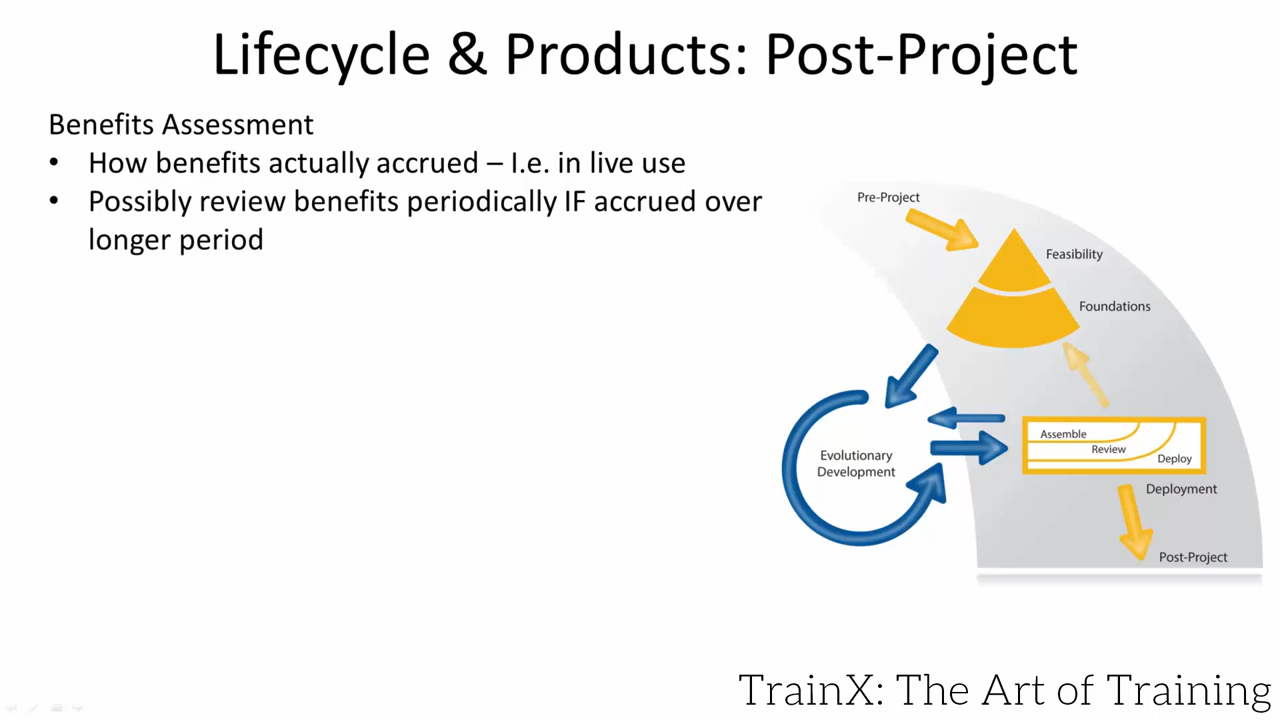 Lifecycle & Products: Post-Project
Benefits Assessment
• How benefits actually accrued – I.e. in live use
• Possibly review benefits periodically IF accrued over
longer period
Pre-Project
Feasibility
Foundations
Evolutionary
Development
Assemble
Review
Deploy
Deployment
Post-Project
TrainX: The Art of Training